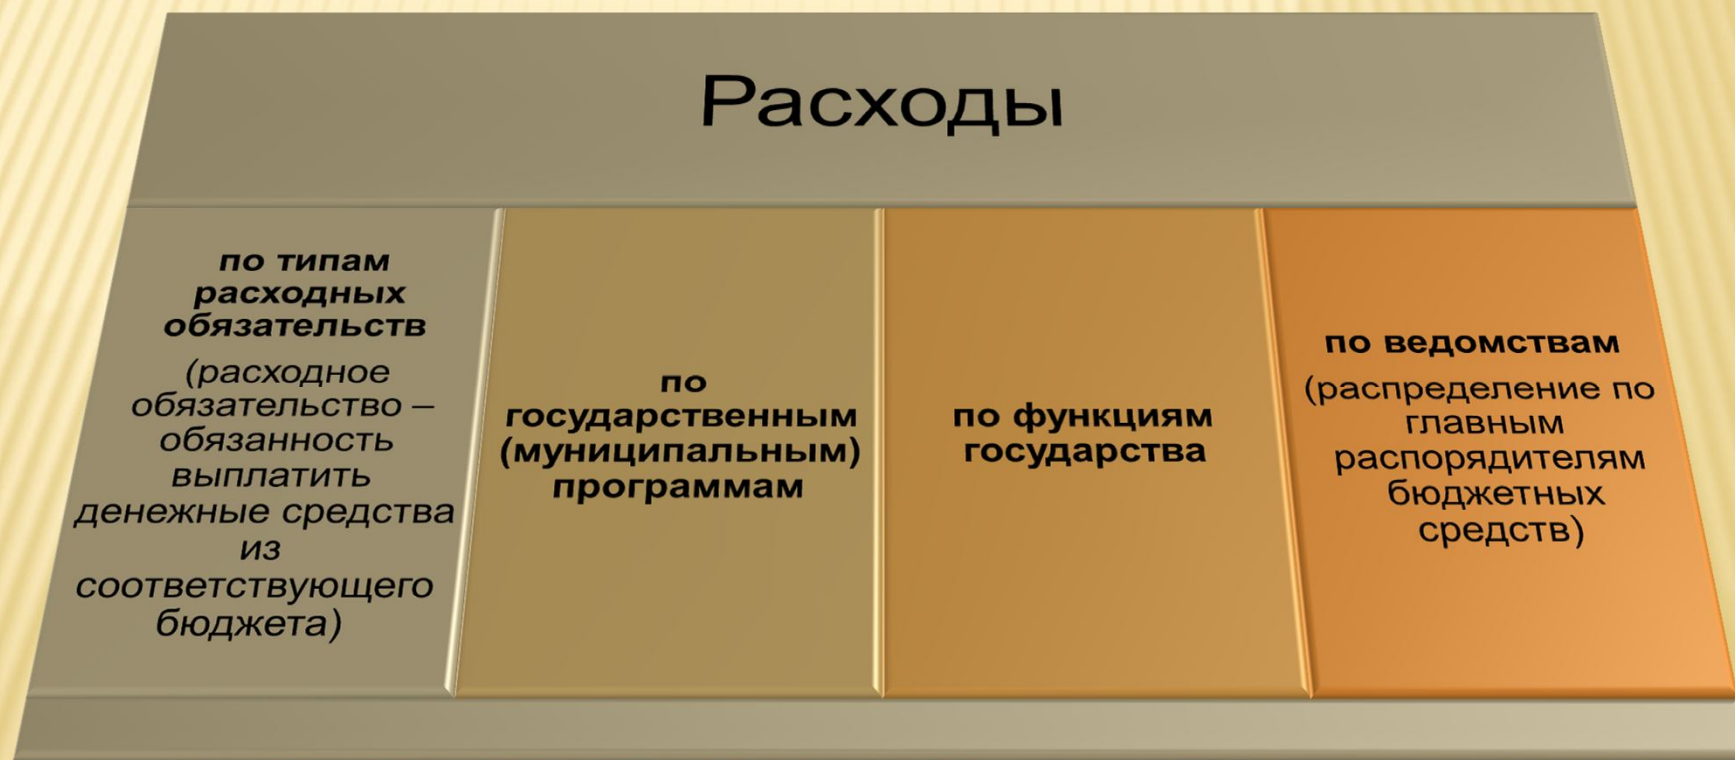 Расходы
по типам
расходных
обязательств
(расходное
обязательство –
обязанность
выплатить
денежные средства
из
соответствующего
бюджета)
по
государственным
(муниципальным)
программам
по функциям
государства
по ведомствам
(распределение по
главным
распорядителям
бюджетных
средств)